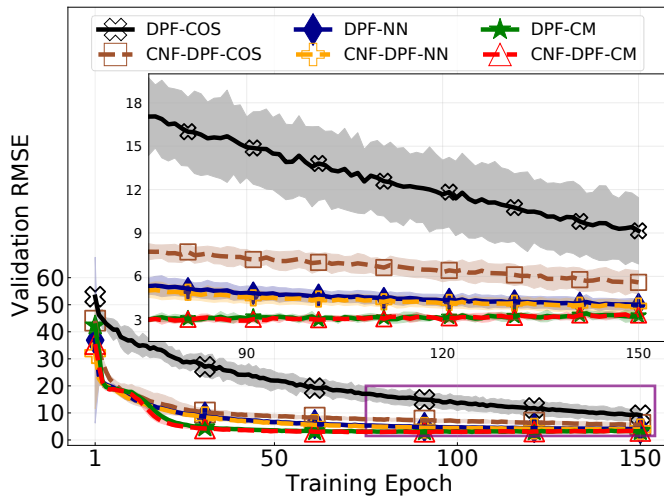 DPF-COS DPF-NN DPF-CM
CNF-DPF-COS CNF-DPF-NN CNF-DPF-CM
Validation RMSE
18
15
12
9
6
3
90 120 150
60
50
40
30
20
10
0
1 50 100 150
Training Epoch